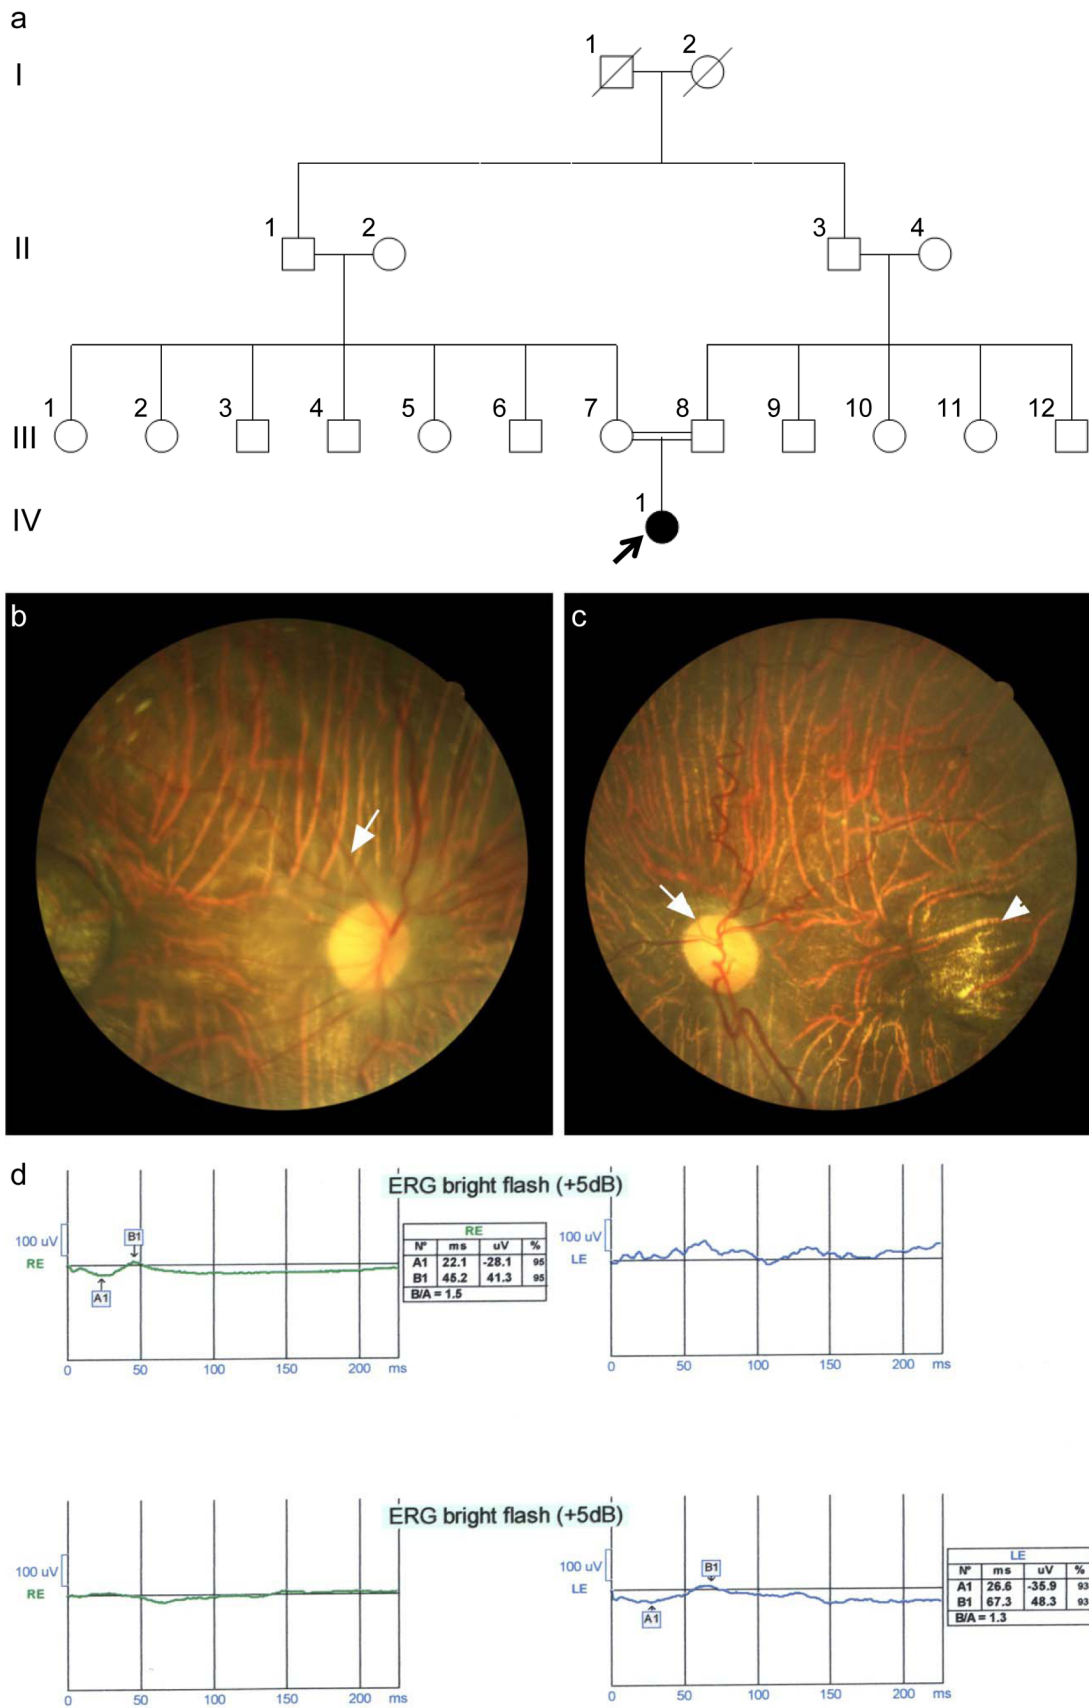 a
I
1 2
II
1 2 3 4
III
1 2 3 4 5 6 7 8 9 10 11 12
IV
1
b
c
d
ERG bright flash (+5dB)
100 uV
RE
B1
A1
0 50 100 150 200 ms
RE
N° ms uV %
A1 22.1 -28.1 95
B1 45.2 41.3 95
B/A = 1.5
100 uV
LE
0 50 100 150 200 ms
ERG bright flash (+5dB)
100 uV
RE
0 50 100 150 200 ms
100 uV
LE
B1
A1
0 50 100 150 200 ms
LE
N° ms uV %
A1 26.6 -35.9 93
B1 67.3 48.3 93
B/A = 1.3